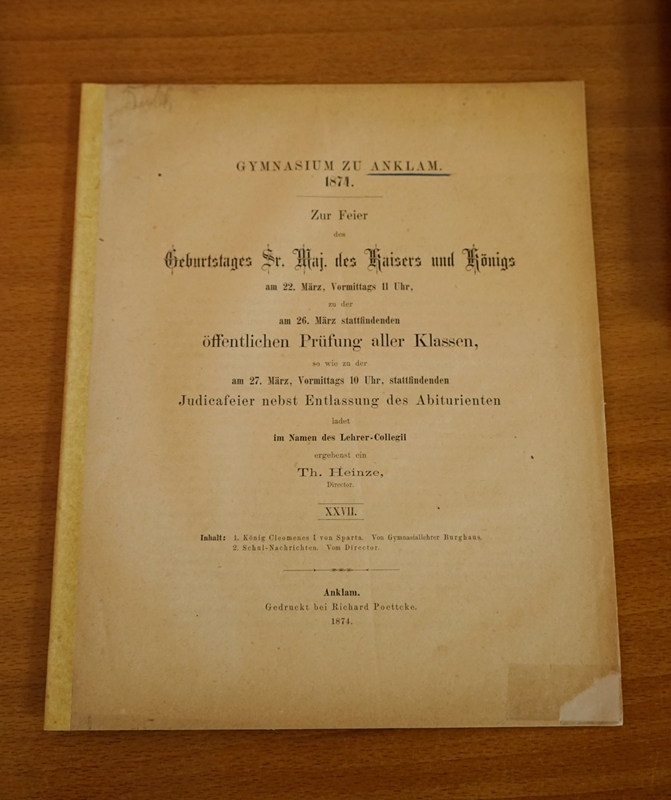 GYMNASIUM ZU ANKLAM.
1874.
Zur Feier
des
Geburtstages Sr. Maj. des Kaisers und Königs
am 22. März, Vormittags 11 Uhr,
zu der
am 26. März stattfindenden
öffentlichen Prüfung aller Klassen,
so wie zu der
am 27. März, Vormittags 10 Uhr, stattfindenden
Judicafeier nebst Entlassung des Abiturienten
ladet
im Namen des Lehrer-Collegii
ergebenst ein
Th. Heinze,
Director.
XXVII.
Inhalt: 1. König Cleomenes I von Sparta. Von Gymnasiallehrer Burghaus.
2. Schul-Nachrichten. Vom Director.
Anklam.
Gedruckt bei Richard Poettcke.
1874.